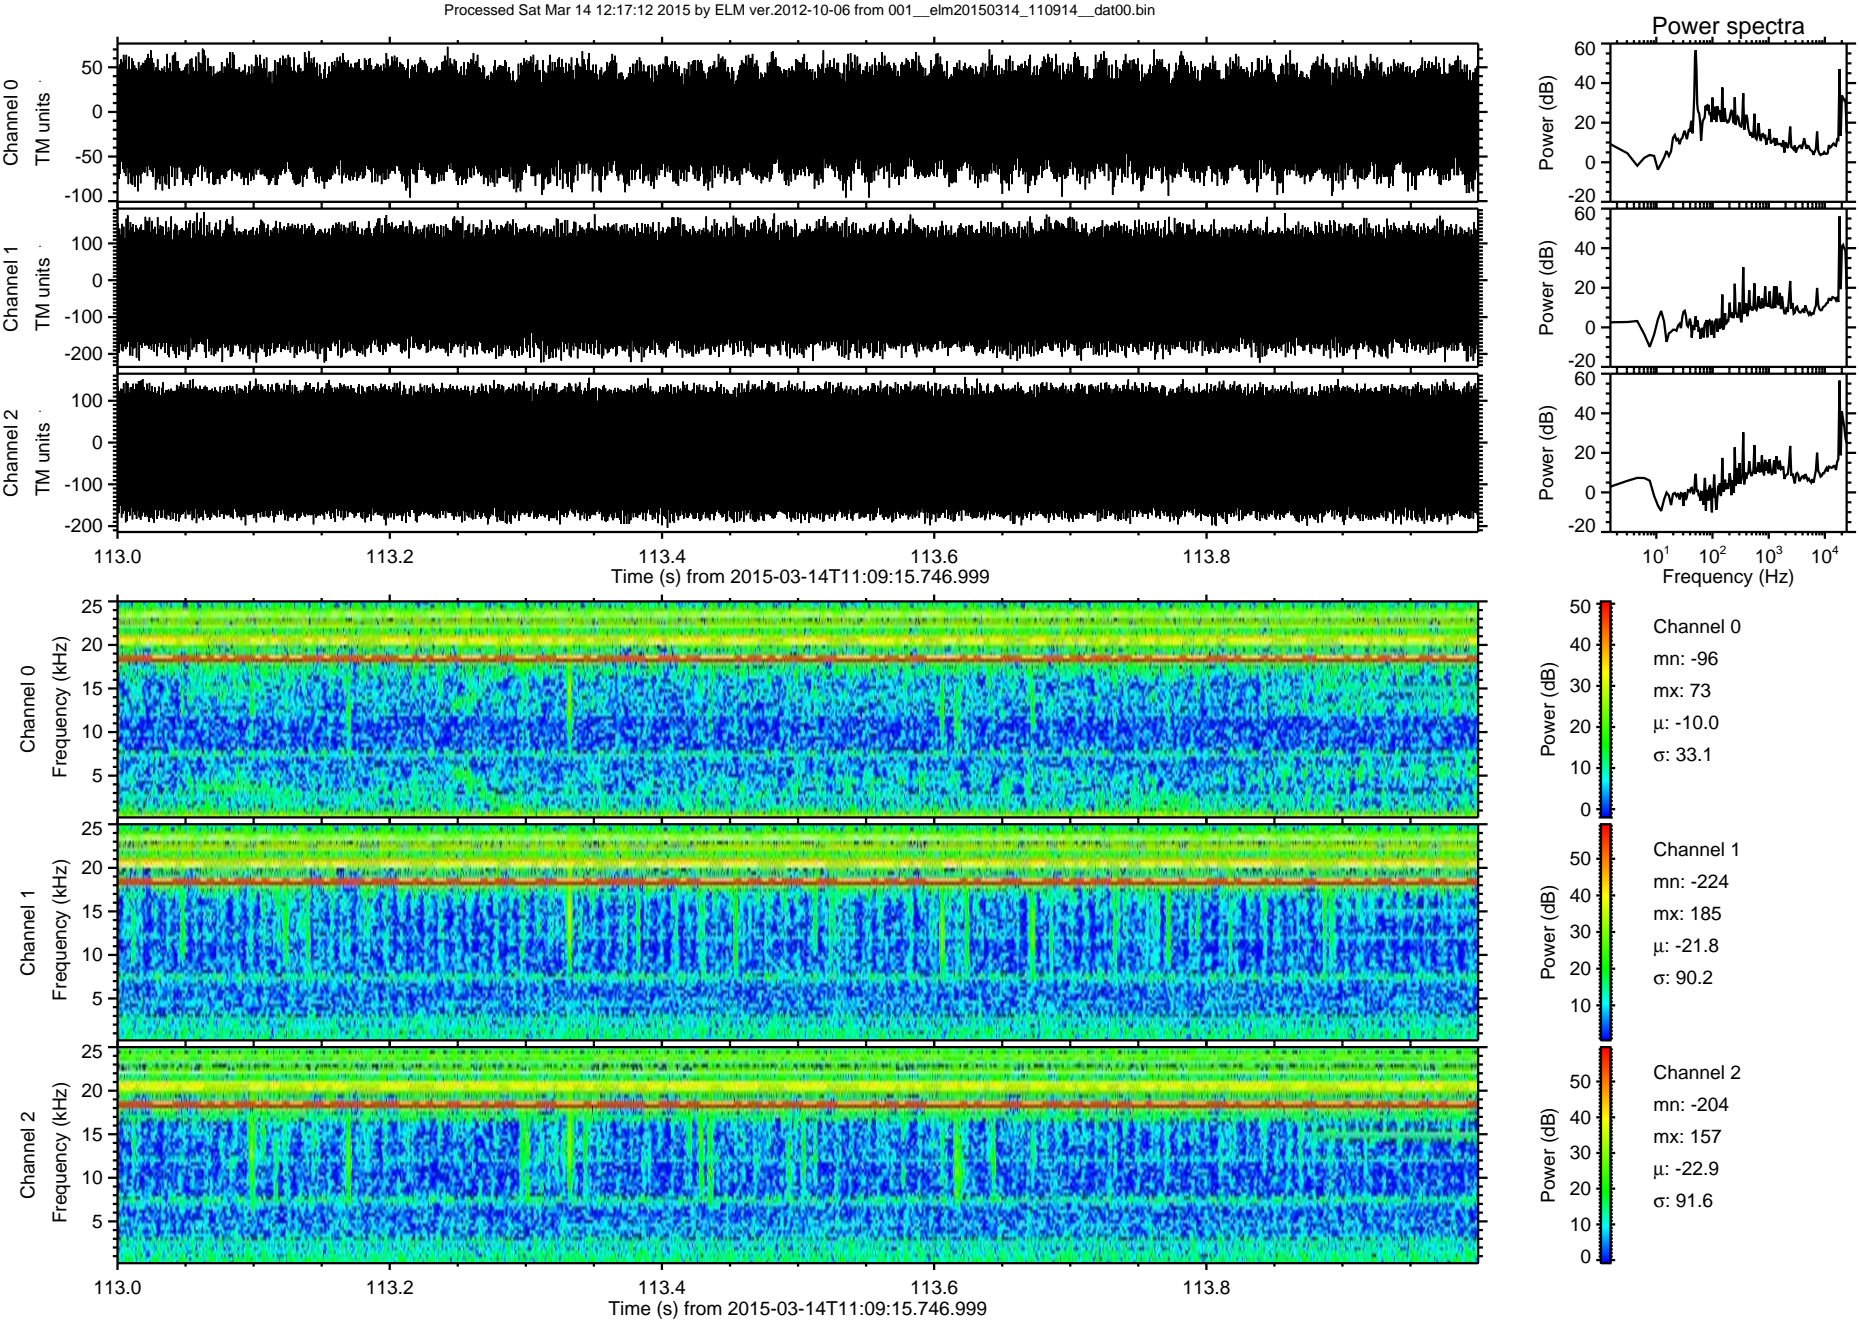 Processed Sat Mar 14 12:17:12 2015 by ELM ver.2012-10-06 from 001__elm20150314_110914__dat00.bin
Power spectra
Channel 0
TM units
50
0
-50
-100
Power (dB)
60
40
20
0
-20
Channel 1
TM units
100
0
-100
-200
Power (dB)
60
40
20
0
-20
Channel 2
TM units
100
0
-100
-200
Power (dB)
60
40
20
0
-20
113.0 113.2 113.4 113.6 113.8
Time (s) from 2015-03-14T11:09:15.746.999
10^1 10^2 10^3 10^4
Frequency (Hz)
Channel 0
Frequency (kHz)
25
20
15
10
5
Power (dB)
50
40
30
20
10
0
Channel 0
mn: -96
mx: 73
µ: -10.0
σ: 33.1
Channel 1
Frequency (kHz)
25
20
15
10
5
Power (dB)
50
40
30
20
10
Channel 1
mn: -224
mx: 185
µ: -21.8
σ: 90.2
Channel 2
Frequency (kHz)
25
20
15
10
5
Power (dB)
50
40
30
20
10
0
Channel 2
mn: -204
mx: 157
µ: -22.9
σ: 91.6
113.0 113.2 113.4 113.6 113.8
Time (s) from 2015-03-14T11:09:15.746.999